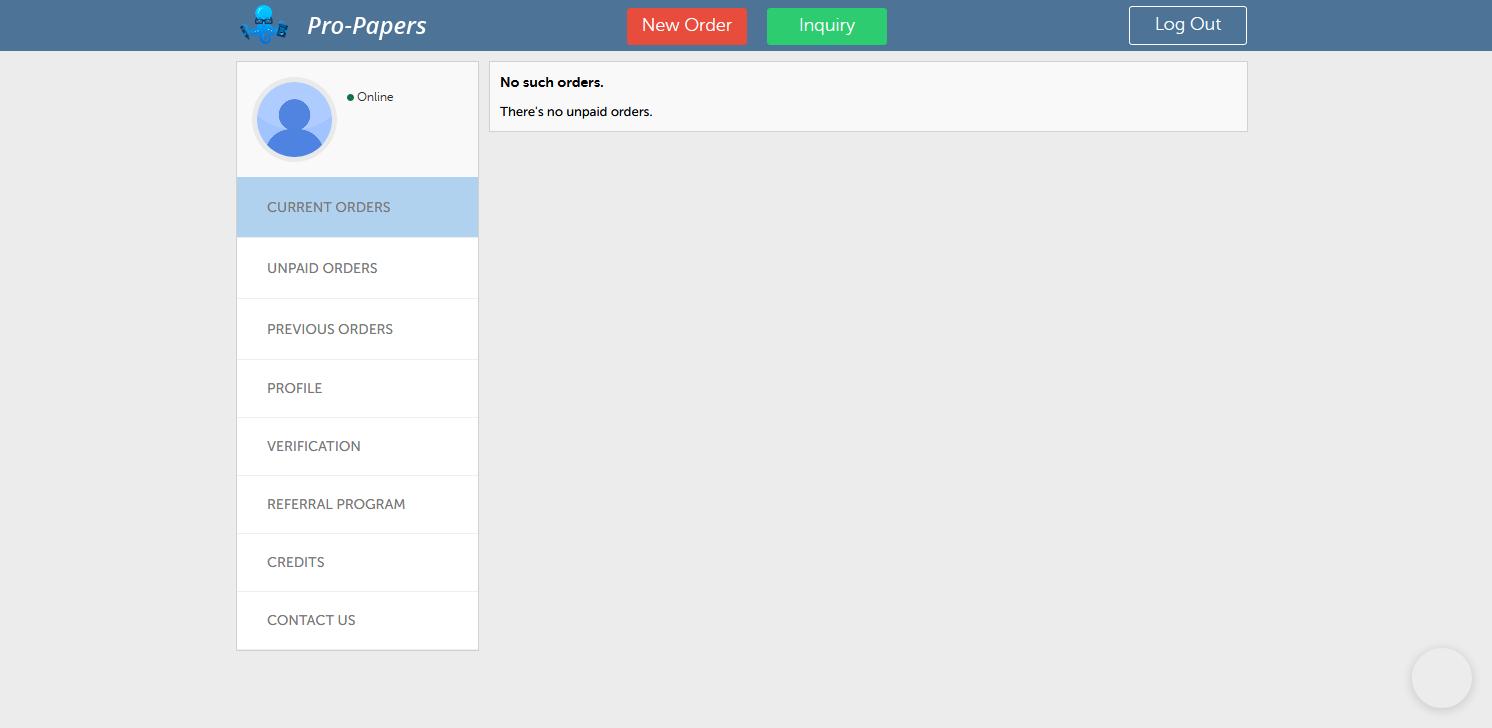 Pro-Papers
New Order
Inquiry
Log Out
Online
No such orders.
There's no unpaid orders.
CURRENT ORDERS
UNPAID ORDERS
PREVIOUS ORDERS
PROFILE
VERIFICATION
REFERRAL PROGRAM
CREDITS
CONTACT US